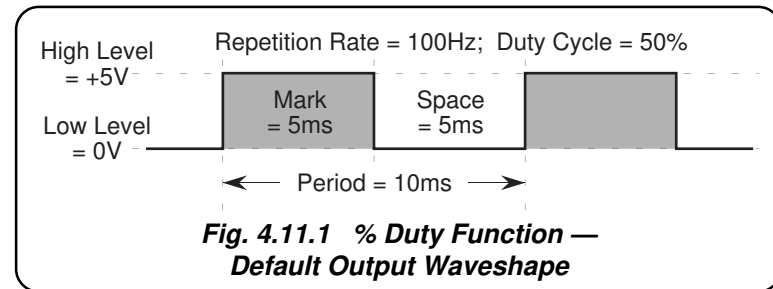 Repetition Rate = 100Hz; Duty Cycle = 50%
High Level
= +5V
Mark
= 5ms
Space
= 5ms
Low Level
= 0V
Period = 10ms
Fig. 4.11.1 % Duty Function —
Default Output Waveshape